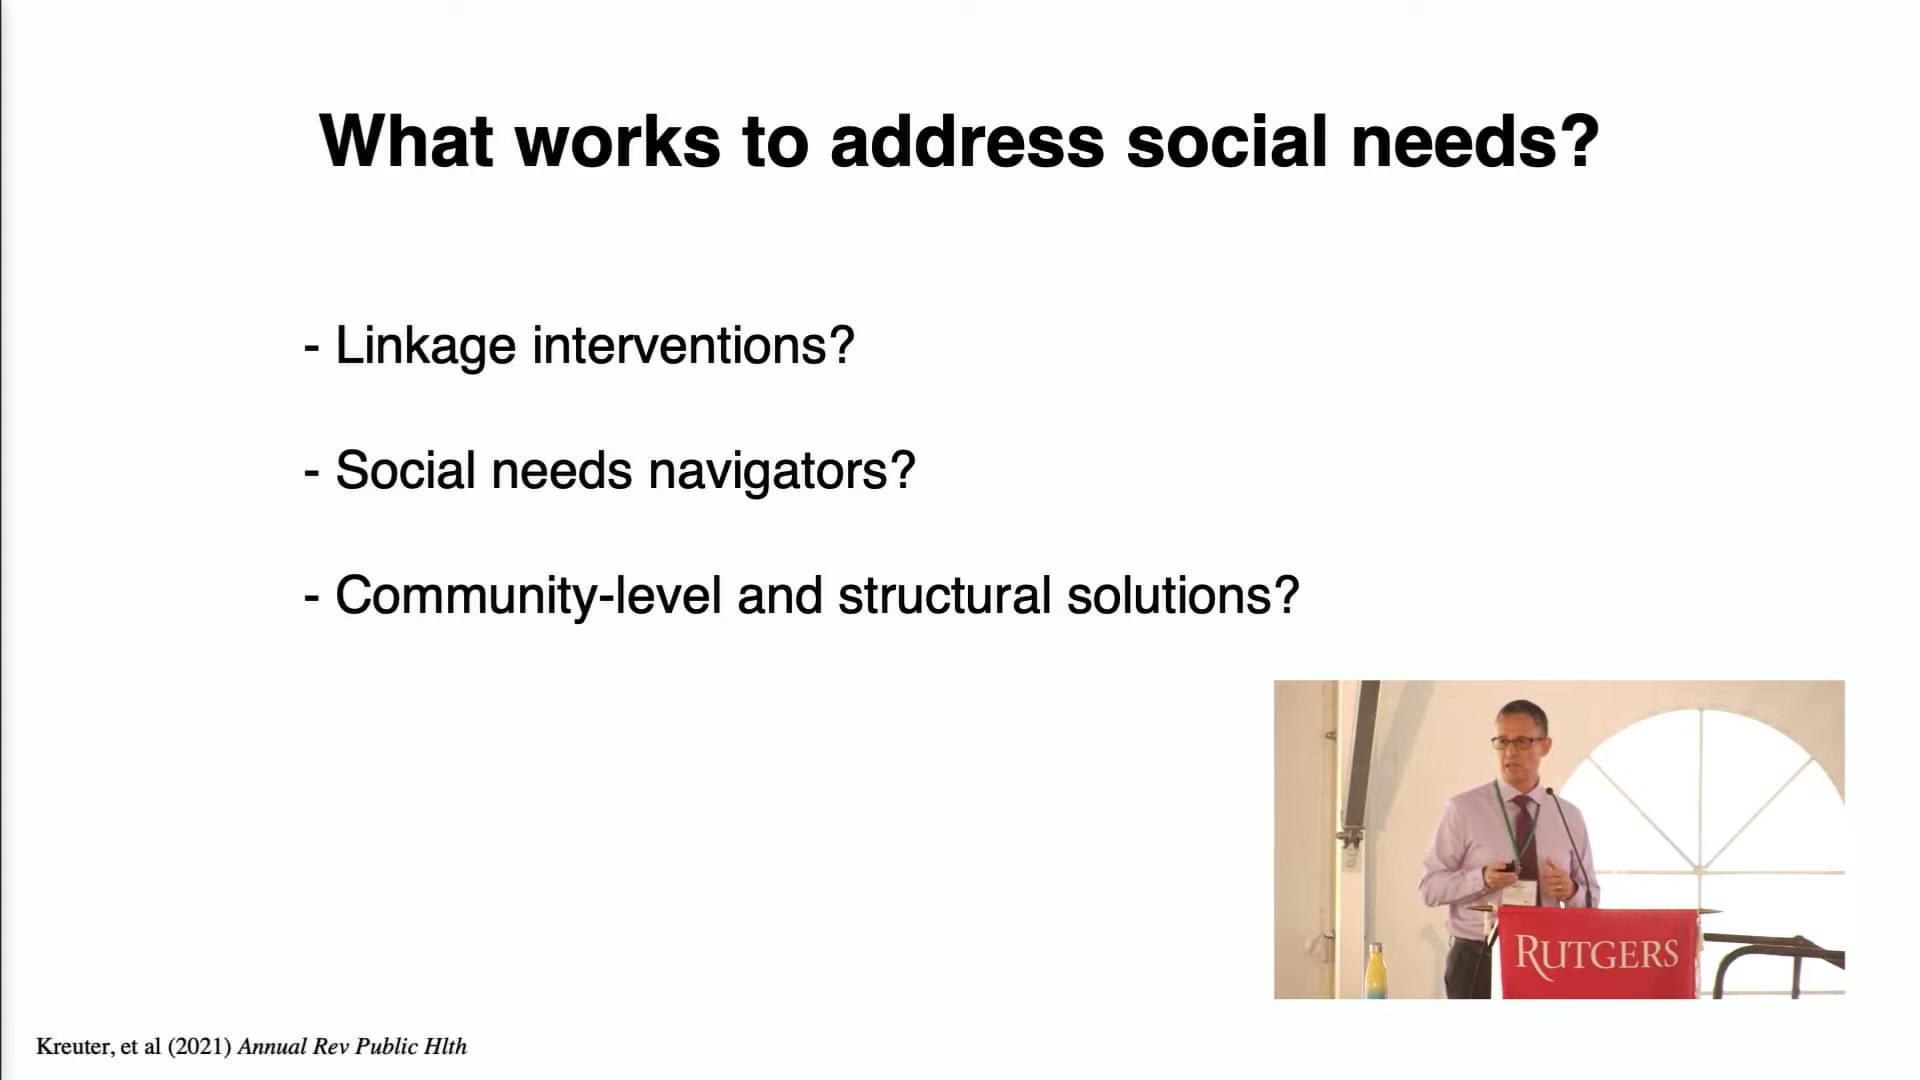 What works to address social needs?
- Linkage interventions?
- Social needs navigators?
- Community-level and structural solutions?
RUTGERS
Kreuter, et al (2021) Annual Rev Public Hlth